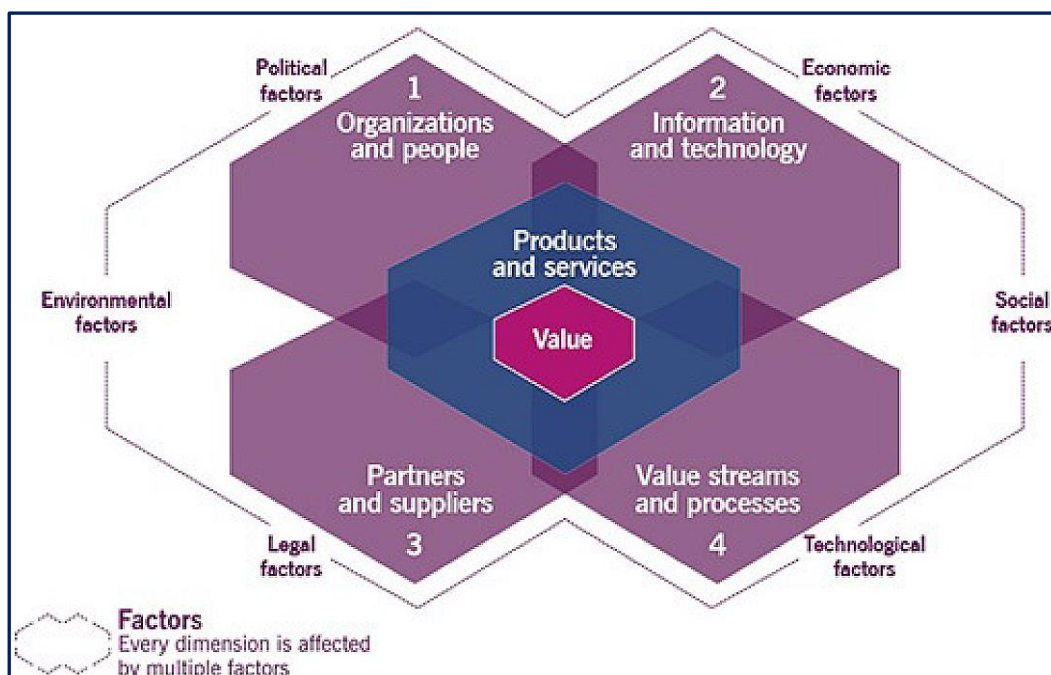 Political
factors
1
Organizations
and people
2
Information
and technology
Economic
factors
Products
and services
Value
Environmental
factors
Social
factors
Partners
and suppliers
3
Value streams
and processes
4
Legal
factors
Technological
factors
Factors
Every dimension is affected
by multiple factors